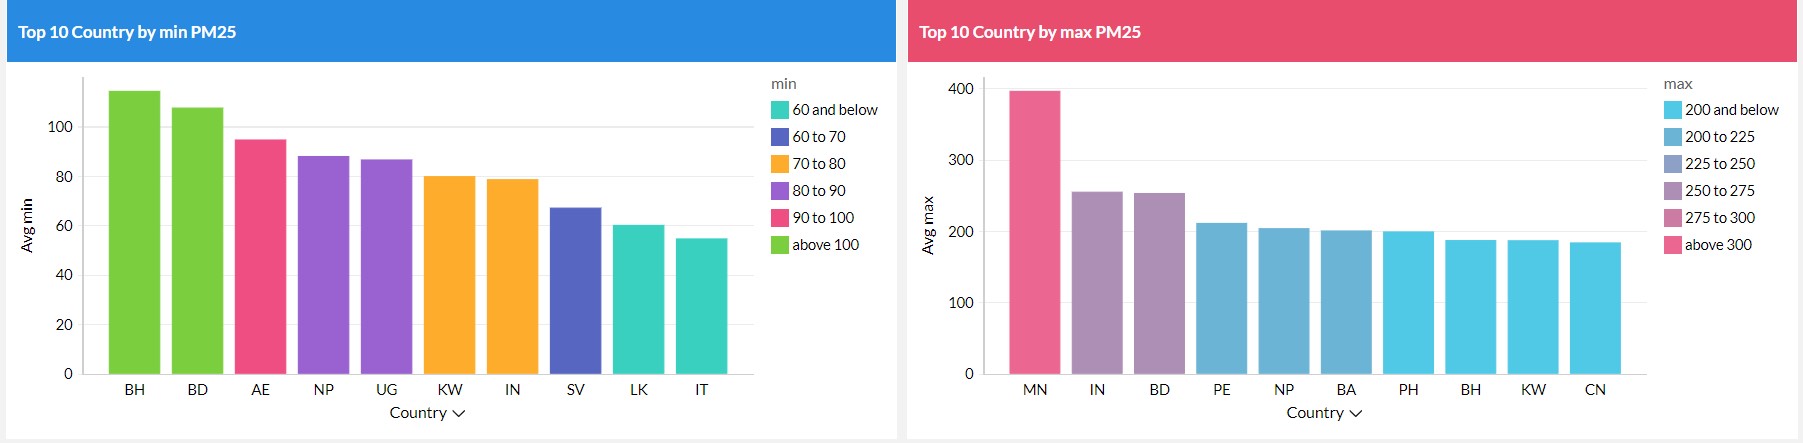 Top 10 Country by min PM25
Avg min
100
80
60
40
20
0
BH BD AE NP UG KW IN SV LK IT
Country
min
60 and below
60 to 70
70 to 80
80 to 90
90 to 100
above 100
Top 10 Country by max PM25
Avg max
400
300
200
100
0
MN IN BD PE NP BA PH BH KW CN
Country
max
200 and below
200 to 225
225 to 250
250 to 275
275 to 300
above 300